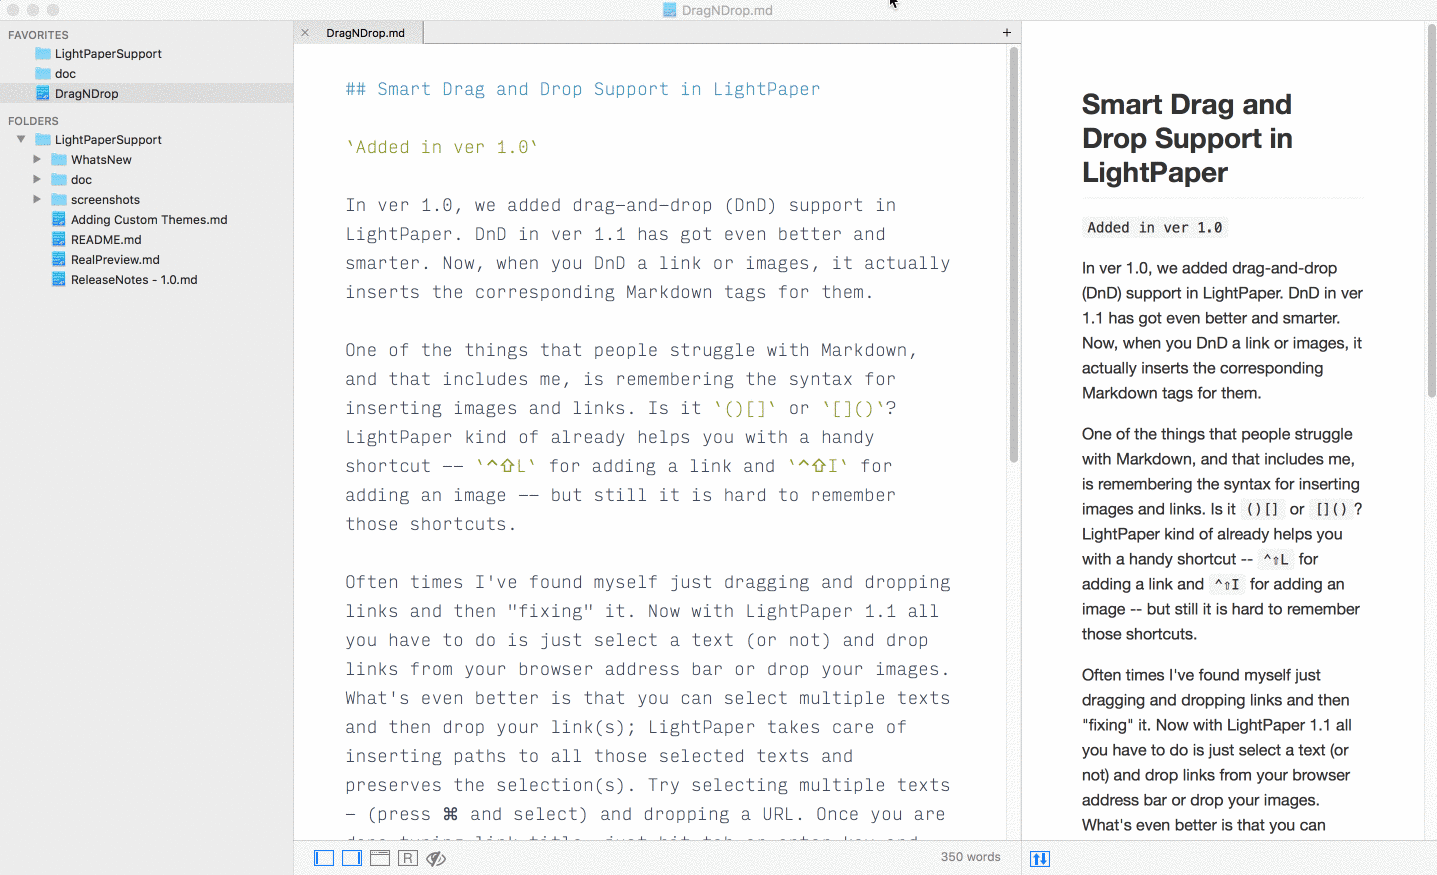 DragNDrop.md
FAVORITES
LightPaperSupport
doc
DragNDrop
FOLDERS
LightPaperSupport
WhatsNew
doc
screenshots
Adding Custom Themes.md
README.md
RealPreview.md
ReleaseNotes - 1.0.md
× DragNDrop.md +
## Smart Drag and Drop Support in LightPaper
`Added in ver 1.0`
In ver 1.0, we added drag-and-drop (DnD) support in
LightPaper. DnD in ver 1.1 has got even better and
smarter. Now, when you DnD a link or images, it actually
inserts the corresponding Markdown tags for them.
One of the things that people struggle with Markdown,
and that includes me, is remembering the syntax for
inserting images and links. Is it `()[]` or `[]()`?
LightPaper kind of already helps you with a handy
shortcut -- `^⇧L` for adding a link and `^⇧I` for
adding an image -- but still it is hard to remember
those shortcuts.
Often times I've found myself just dragging and dropping
links and then "fixing" it. Now with LightPaper 1.1 all
you have to do is just select a text (or not) and drop
links from your browser address bar or drop your images.
What's even better is that you can select multiple texts
and then drop your link(s); LightPaper takes care of
inserting paths to all those selected texts and
preserves the selection(s). Try selecting multiple texts
– (press ⌘ and select) and dropping a URL. Once you are
R
350 words
Smart Drag and
Drop Support in
LightPaper
Added in ver 1.0
In ver 1.0, we added drag-and-drop
(DnD) support in LightPaper. DnD in ver
1.1 has got even better and smarter.
Now, when you DnD a link or images, it
actually inserts the corresponding
Markdown tags for them.
One of the things that people struggle
with Markdown, and that includes me,
is remembering the syntax for inserting
images and links. Is it ()[] or []()?
LightPaper kind of already helps you
with a handy shortcut -- ^⇧L for
adding a link and ^⇧I for adding an
image -- but still it is hard to remember
those shortcuts.
Often times I've found myself just
dragging and dropping links and then
"fixing" it. Now with LightPaper 1.1 all
you have to do is just select a text (or
not) and drop links from your browser
address bar or drop your images.
What's even better is that you can